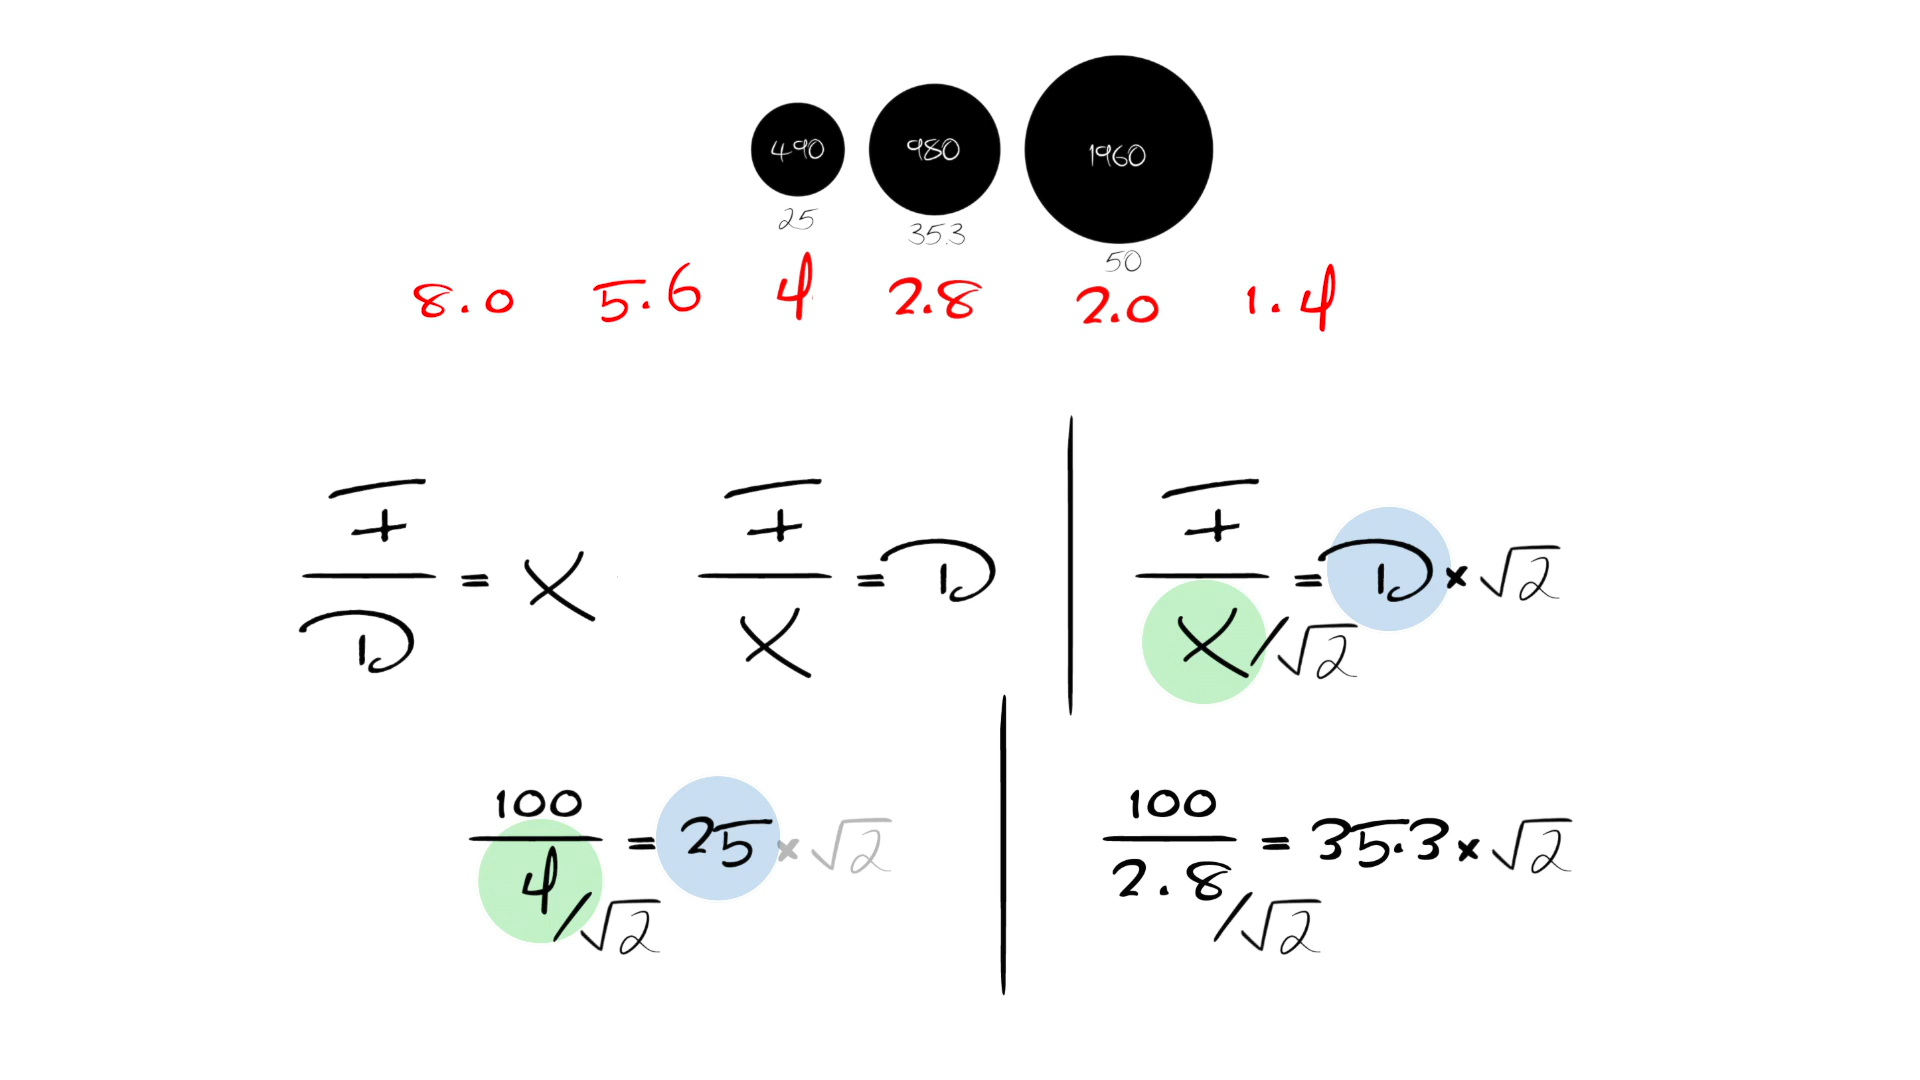 490 980 1960
25 35.3 50
8.0 5.6 4 2.8 2.0 1.4
F/D = X
F/X = D
F/(X/√2) = D × √2
100/(4/√2) = 25 × √2
100/(2.8/√2) = 35.3 × √2